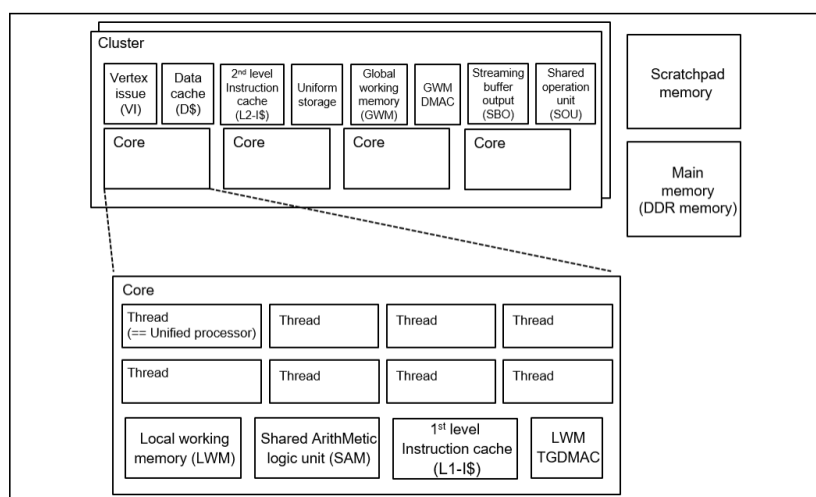 Cluster
Vertex
issue
(VI)
Data
cache
(D$)
2nd level
Instruction
cache
(L2-I$)
Uniform
storage
Global
working
memory
(GWM)
GWM
DMAC
Streaming
buffer
output
(SBO)
Shared
operation
unit
(SOU)
Scratchpad
memory
Core
Core
Core
Core
Main
memory
(DDR memory)
Core
Thread
(== Unified processor)
Thread
Thread
Thread
Thread
Thread
Thread
Thread
Local working
memory (LWM)
Shared ArithMetic
logic unit (SAM)
1st level
Instruction cache
(L1-I$)
LWM
TGDMAC